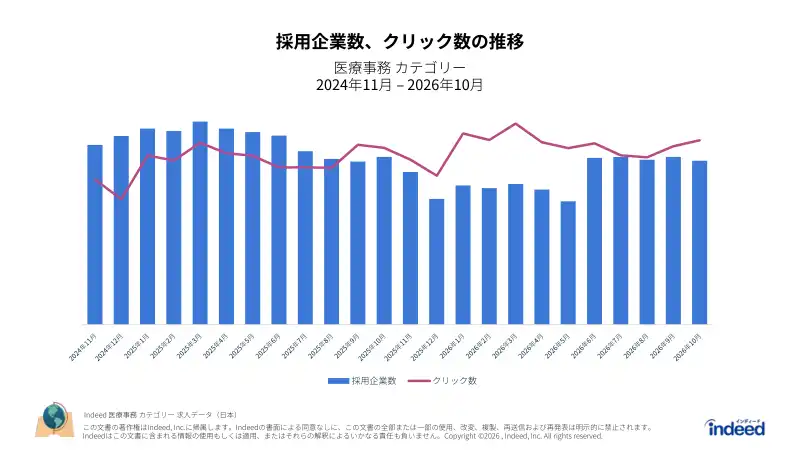 採用企業数、クリック数の推移
医療事務 カテゴリー
2024年11月 – 2026年10月
2024年11月
2024年12月
2025年1月
2025年2月
2025年3月
2025年4月
2025年5月
2025年6月
2025年7月
2025年8月
2025年9月
2025年10月
2025年11月
2025年12月
2026年1月
2026年2月
2026年3月
2026年4月
2026年5月
2026年6月
2026年7月
2026年8月
2026年9月
2026年10月
採用企業数 クリック数
Indeed 医療事務 カテゴリー 求人データ（日本）
この文書の著作権はIndeed, Inc.に帰属します。Indeedの書面による同意なしに、この文書の全部または一部の使用、改変、複製、再送信および再発表は明示的に禁止されます。
Indeedはこの文書に含まれる情報の使用もしくは適用、またはそれらの解釈によるいかなる責任も負いません。Copyright ©2026 , Indeed, Inc. All rights reserved.
インディード
indeed